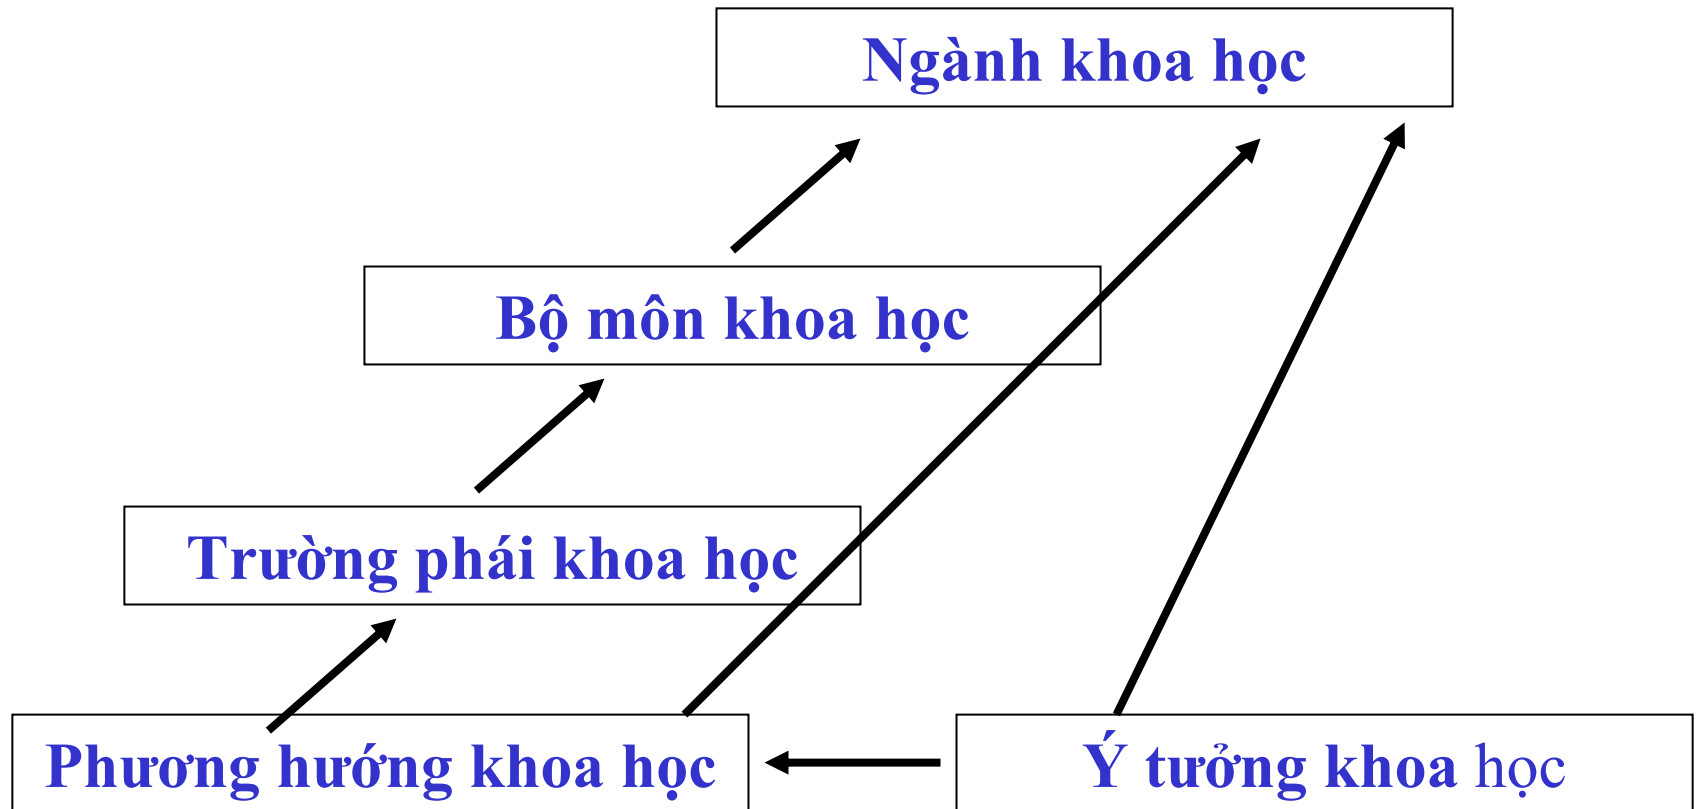 Ngành khoa học
Bộ môn khoa học
Trường phái khoa học
Phương hướng khoa học
Ý tưởng khoa học